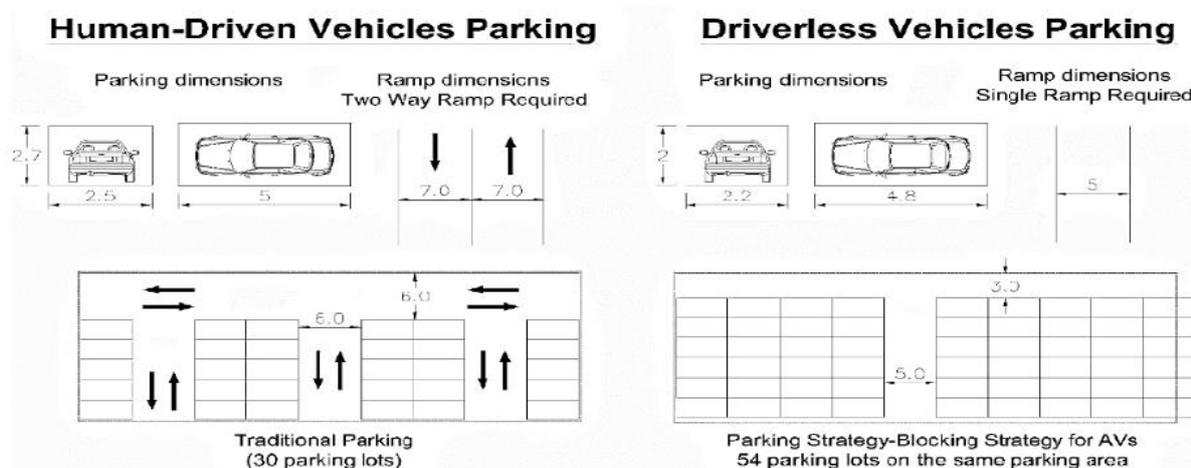 Human-Driven Vehicles Parking
Parking dimensions
Ramp dimensions
Two Way Ramp Required
2.7
2.5
5
7.0
7.0
6.0
6.0
Traditional Parking
(30 parking lots)
Driverless Vehicles Parking
Parking dimensions
Ramp dimensions
Single Ramp Required
2
2.2
4.8
5
3.0
5.0
Parking Strategy-Blocking Strategy for AVs
54 parking lots on the same parking area